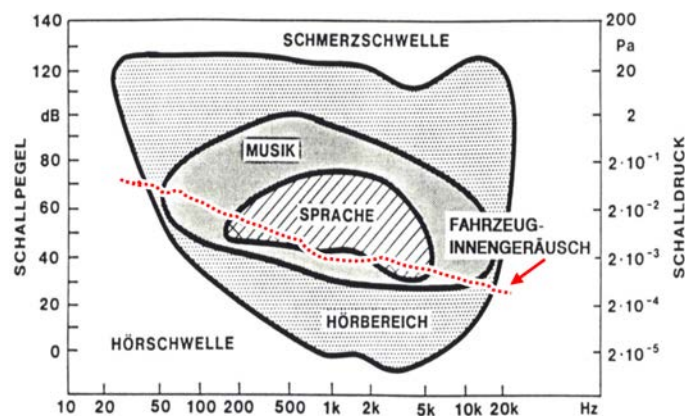 140
120
dB
80
60
40
20
0
SCHALLPEGEL
SCHMERZSCHWELLE
MUSIK
SPRACHE
FAHRZEUG-
INNENGERÄUSCH
HÖRBEREICH
HÖRSCHWELLE
200
Pa
20
2
2·10⁻¹
2·10⁻²
2·10⁻³
2·10⁻⁴
2·10⁻⁵
SCHALLDRUCK
10 20 50 100 200 500 1k 2k 5k 10k 20k Hz